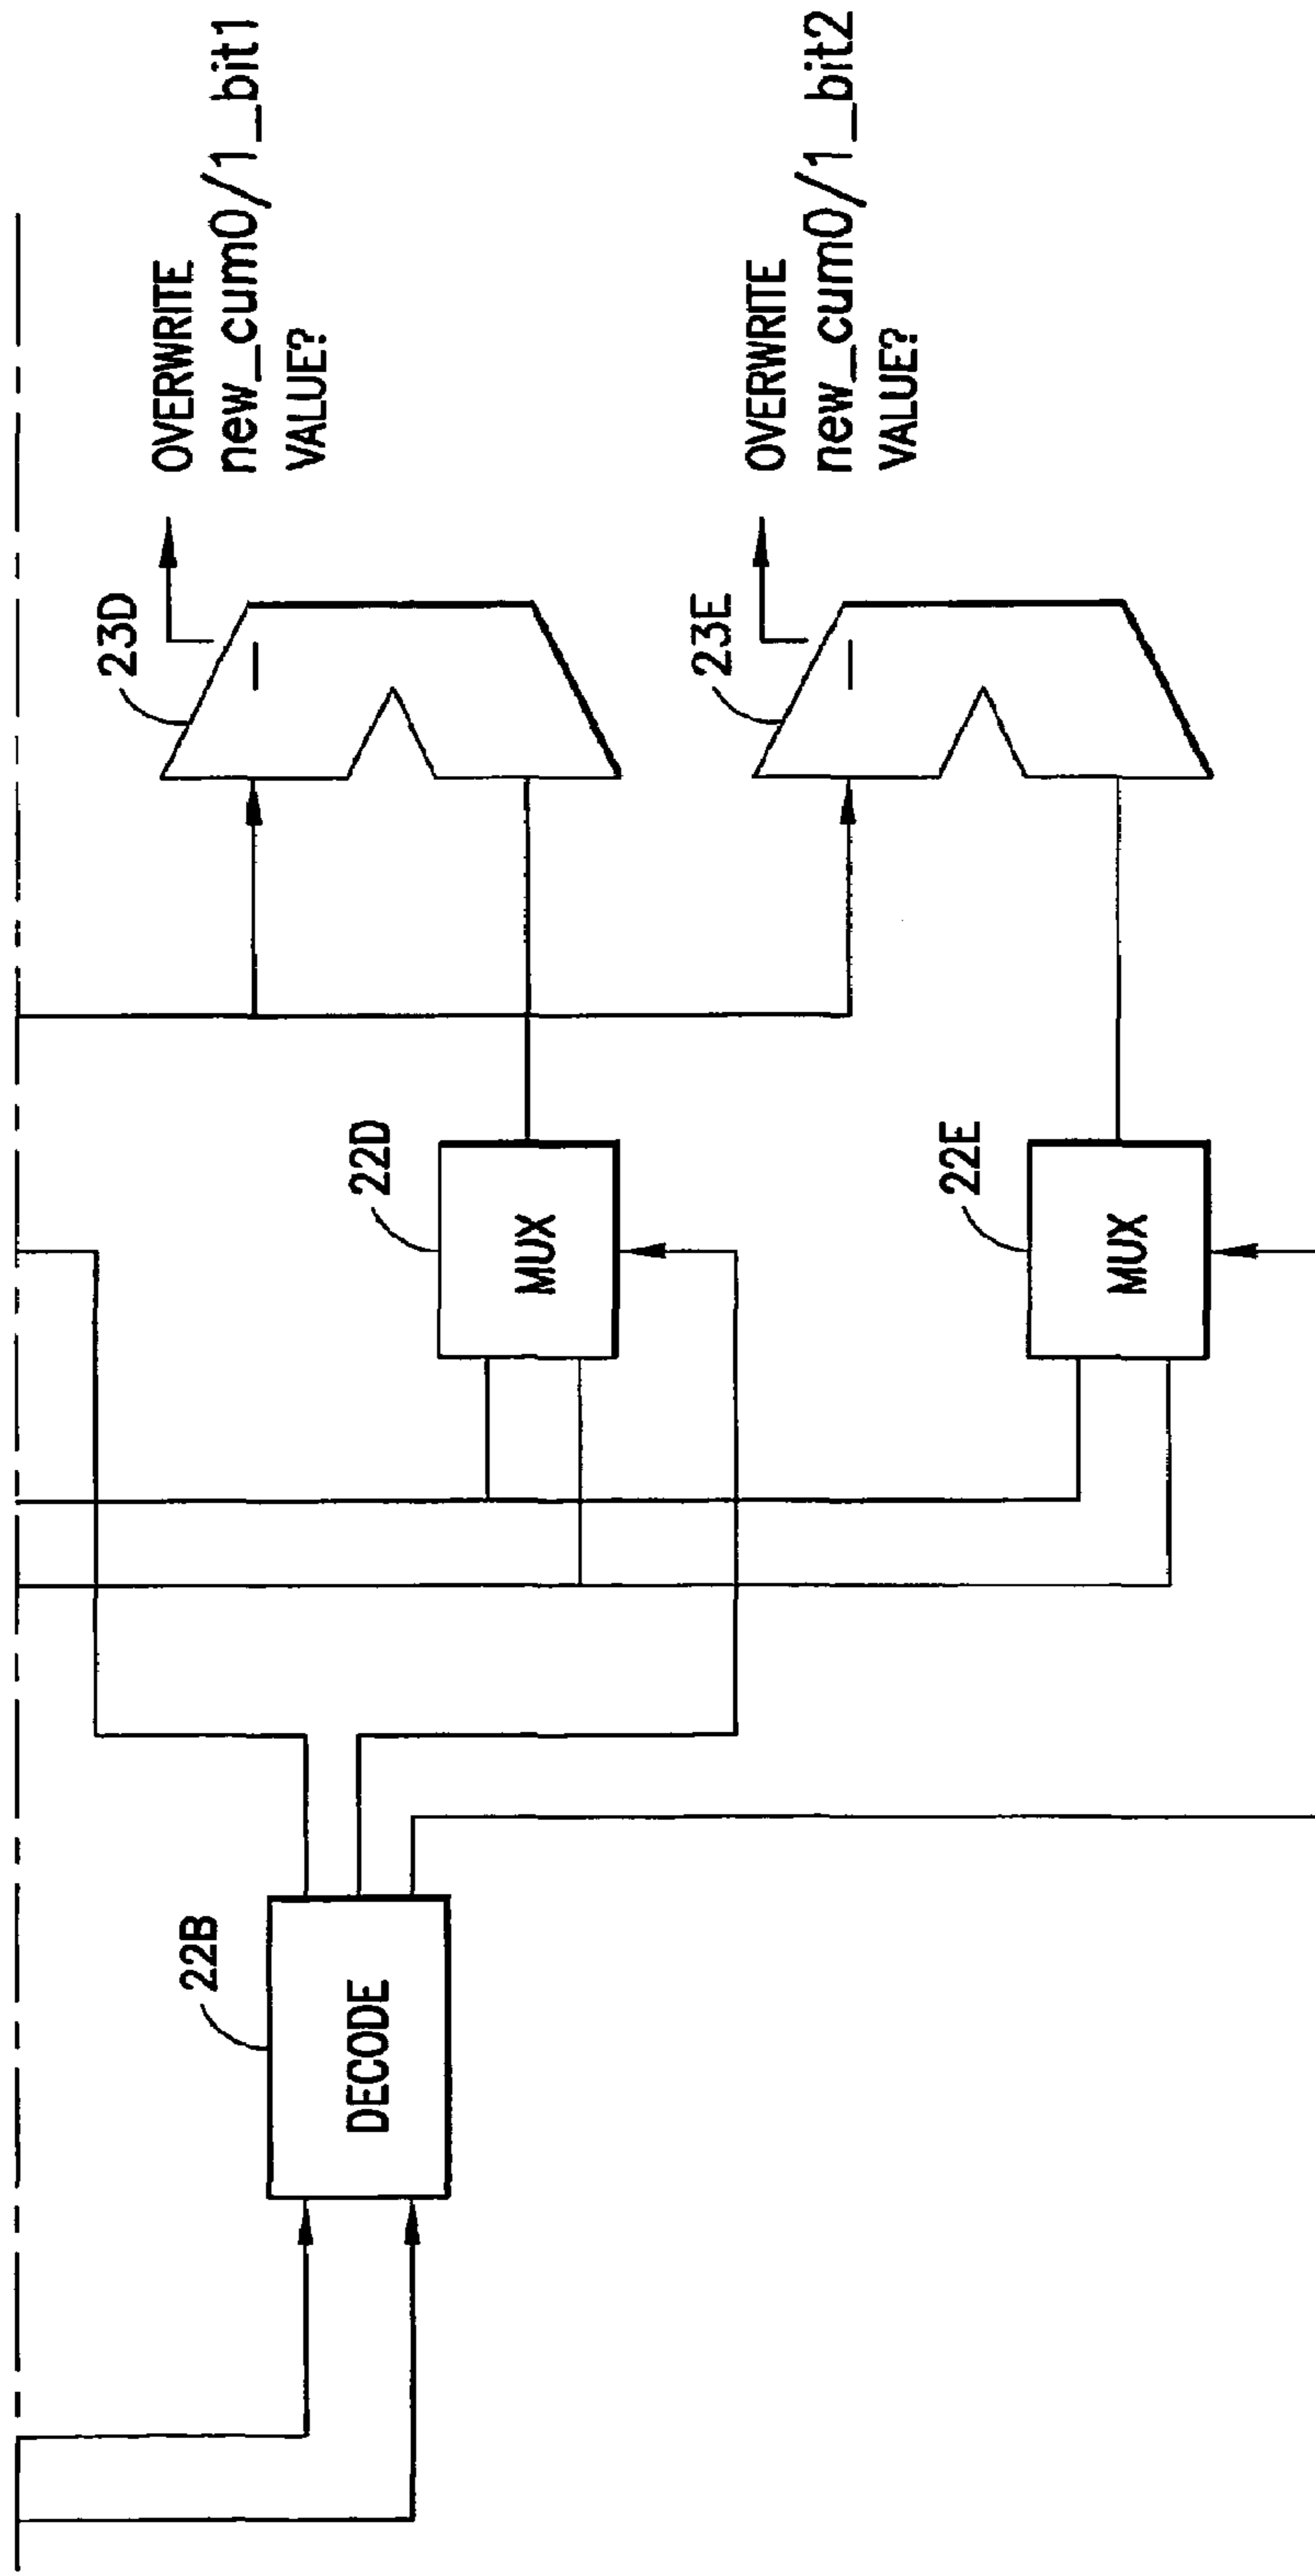 23D
OVERWRITE
new_cum0/1_bit1
VALUE?
22B
DECODE
22D
MUX
23E
OVERWRITE
new_cum0/1_bit2
VALUE?
22E
MUX